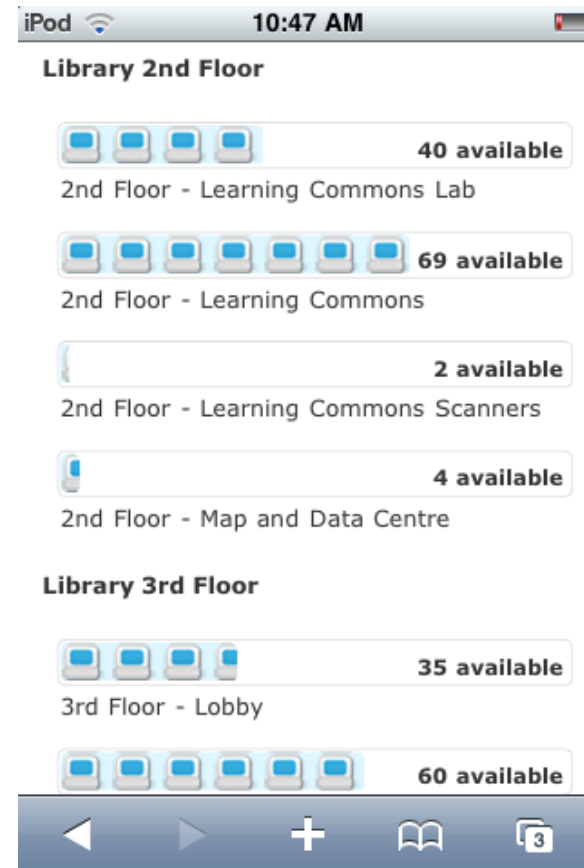 iPod 10:47 AM
Library 2nd Floor
40 available
2nd Floor - Learning Commons Lab
69 available
2nd Floor - Learning Commons
2 available
2nd Floor - Learning Commons Scanners
4 available
2nd Floor - Map and Data Centre
Library 3rd Floor
35 available
3rd Floor - Lobby
60 available
3